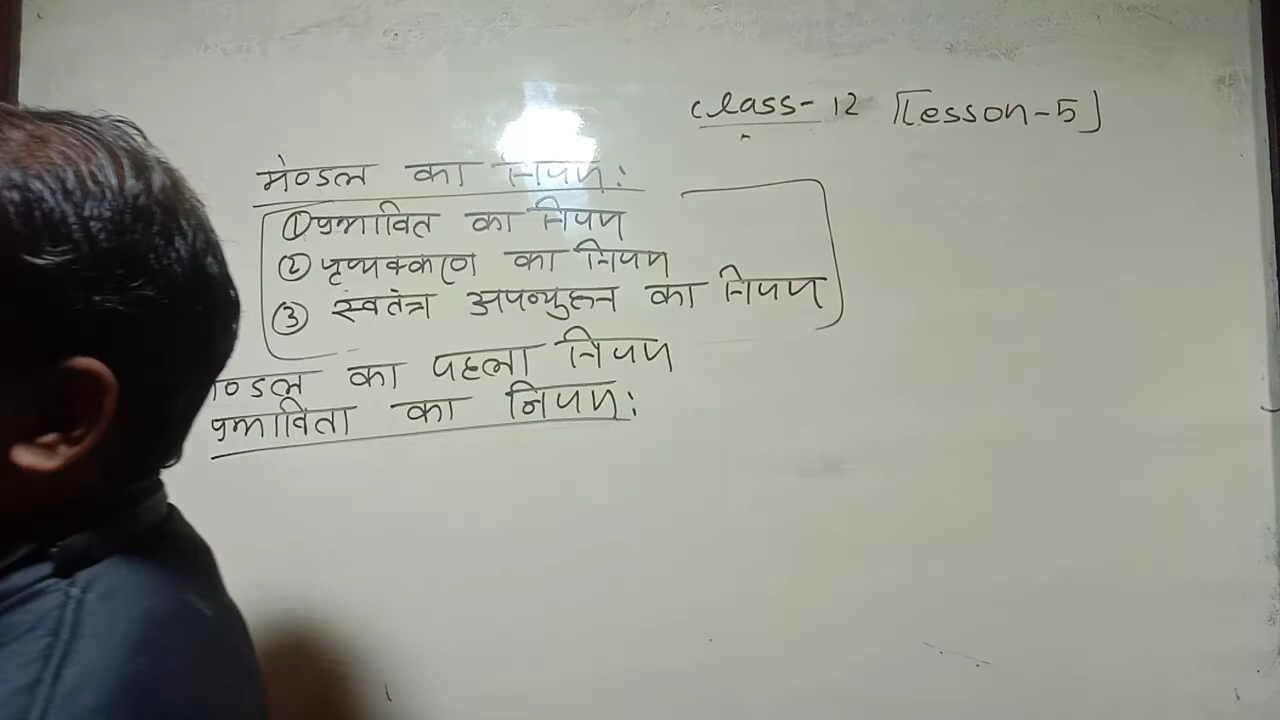 class- 12 [Lesson-5]
मेण्डल का नियम:
① प्रभावित का नियम
② पृथ्यक्करण का नियम
③ स्वतंत्र अपव्युहन का नियम
ण्डल का पहला नियम
प्रभाविता का नियम: